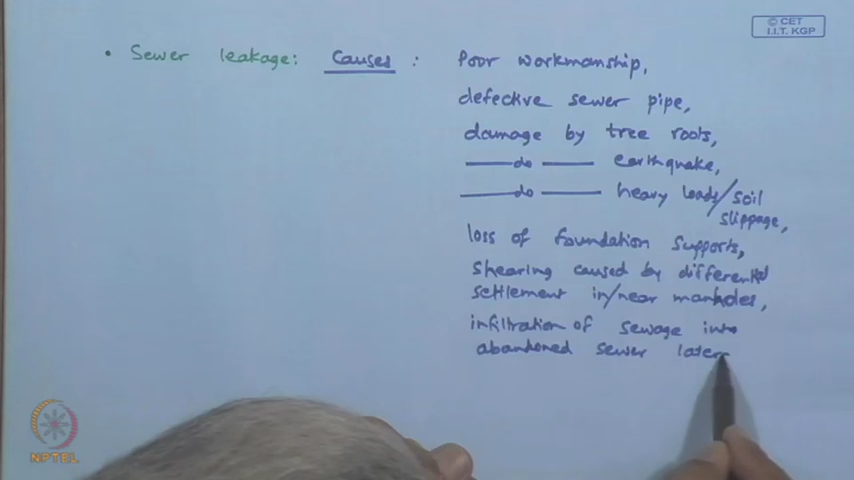 © CET
I.I.T. KGP
• Sewer leakage: Causes : Poor workmanship,
defective sewer pipe,
damage by tree roots,
—do— earthquake,
—do— heavy loads/soil
slippage,
loss of foundation supports,
shearing caused by differential
settlement in/near manholes,
infiltration of sewage into
abandoned sewer later
NPTEL